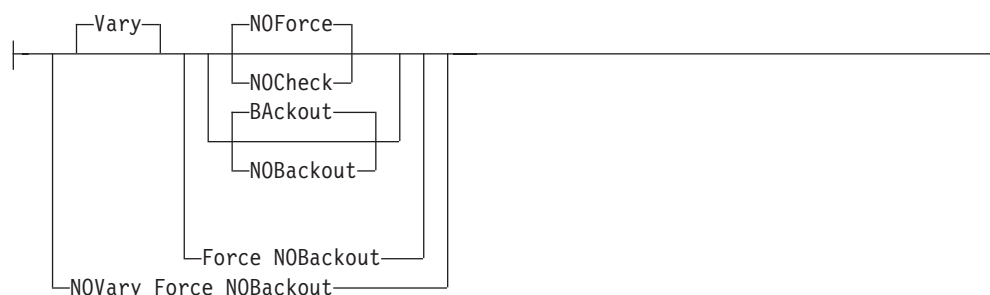 Vary
NOForce
NOCheck
BAckout
NOBackout
Force NOBackout
NOVary Force NOBackout